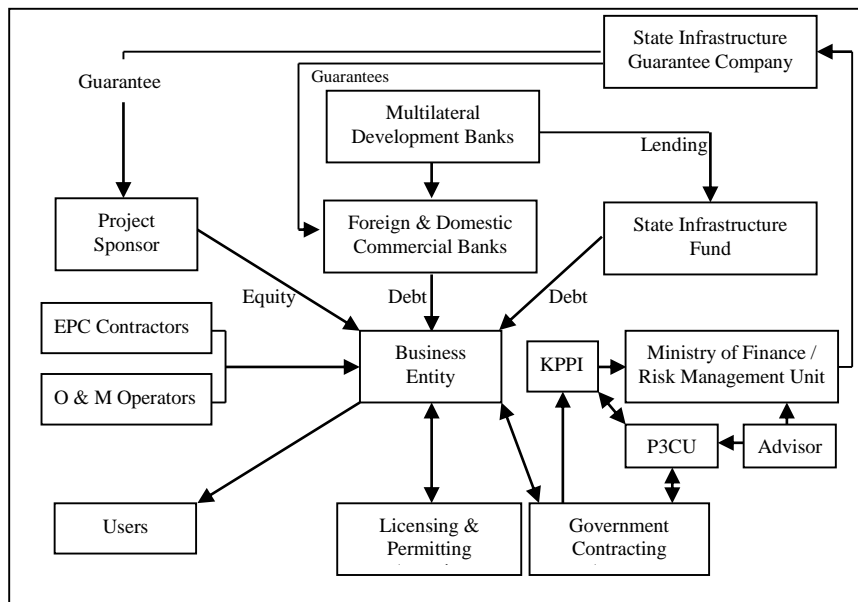 State Infrastructure
Guarantee Company
Guarantee
Guarantees
Multilateral
Development Banks
Lending
Project
Sponsor
Foreign & Domestic
Commercial Banks
State Infrastructure
Fund
Equity
Debt
Debt
EPC Contractors
Business
Entity
KPPI
Ministry of Finance /
Risk Management Unit
O & M Operators
P3CU
Advisor
Users
Licensing &
Permitting
Government
Contracting